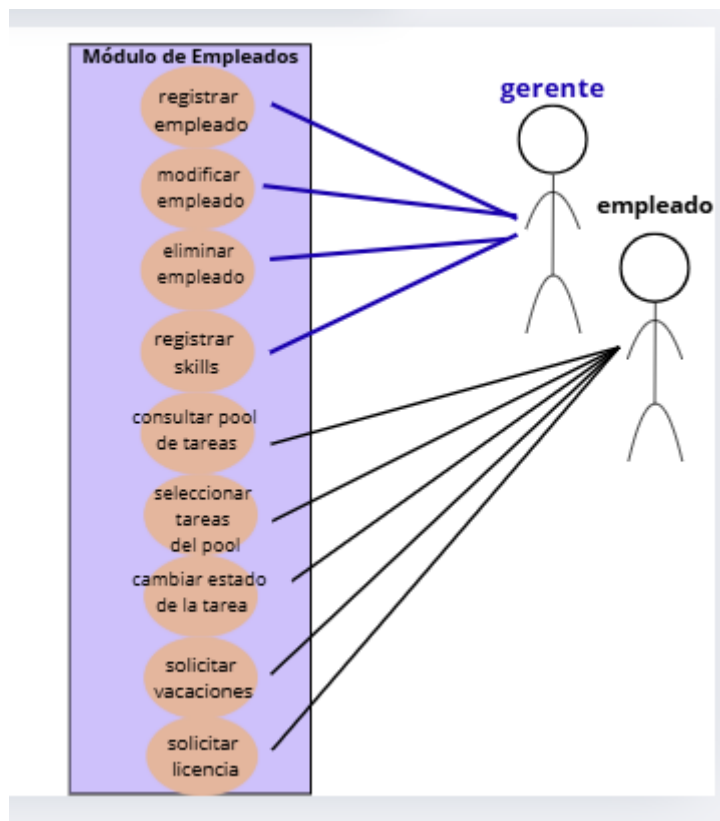 Módulo de Empleados
registrar
empleado
modificar
empleado
eliminar
empleado
registrar
skills
consultar pool
de tareas
seleccionar
tareas
del pool
cambiar estado
de la tarea
solicitar
vacaciones
solicitar
licencia
gerente
empleado